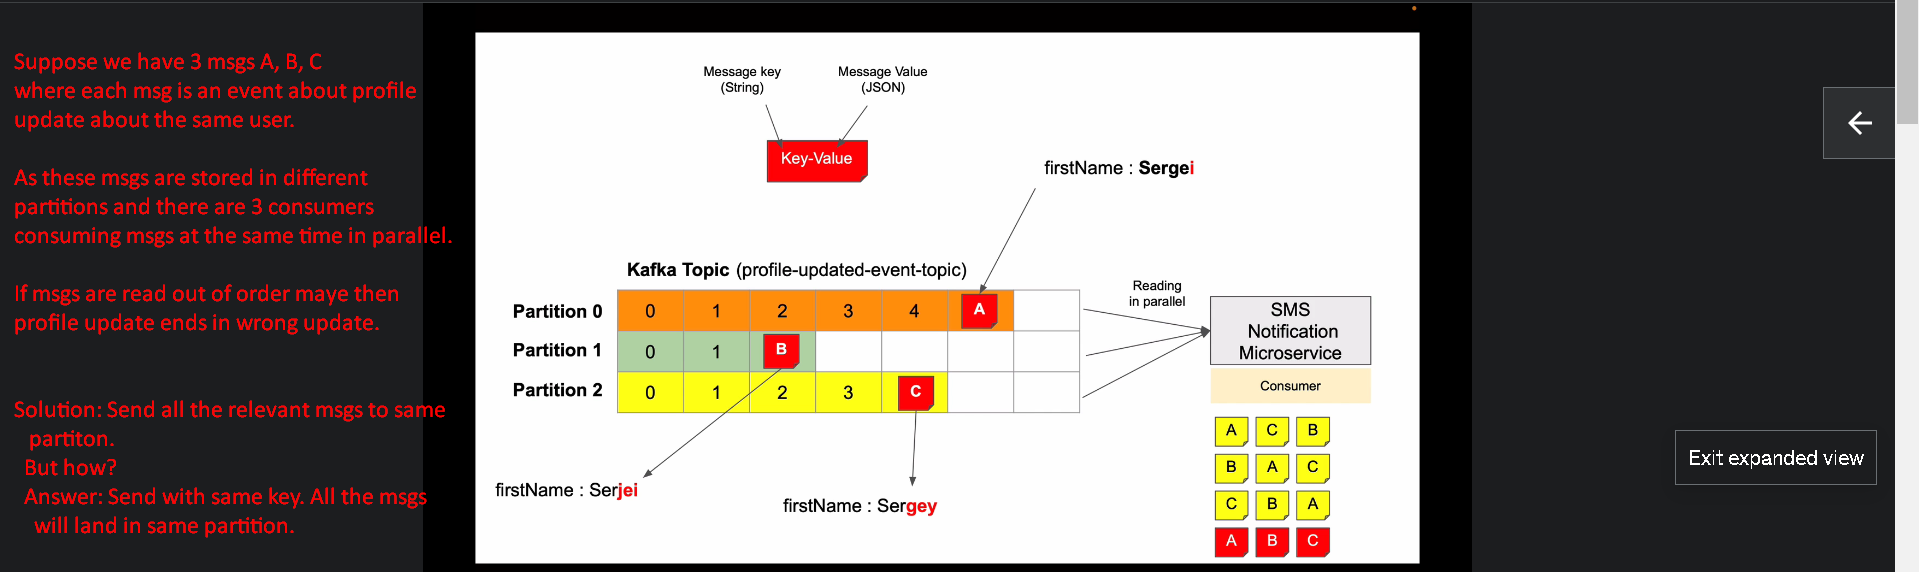 Suppose we have 3 msgs A, B, C
where each msg is an event about profile
update about the same user.
As these msgs are stored in different
partitions and there are 3 consumers
consuming msgs at the same time in parallel.
If msgs are read out of order maye then
profile update ends in wrong update.
Solution: Send all the relevant msgs to same
partiton.
But how?
Answer: Send with same key. All the msgs
will land in same partition.
Message key
(String)
Message Value
(JSON)
Key-Value
firstName : Sergei
Kafka Topic (profile-updated-event-topic)
Partition 0
0 1 2 3 4 A
Partition 1
0 1 B
Partition 2
0 1 2 3 C
firstName : Serjei
firstName : Sergey
Reading
in parallel
SMS
Notification
Microservice
Consumer
A C B
B A C
C B A
A B C
Exit expanded view